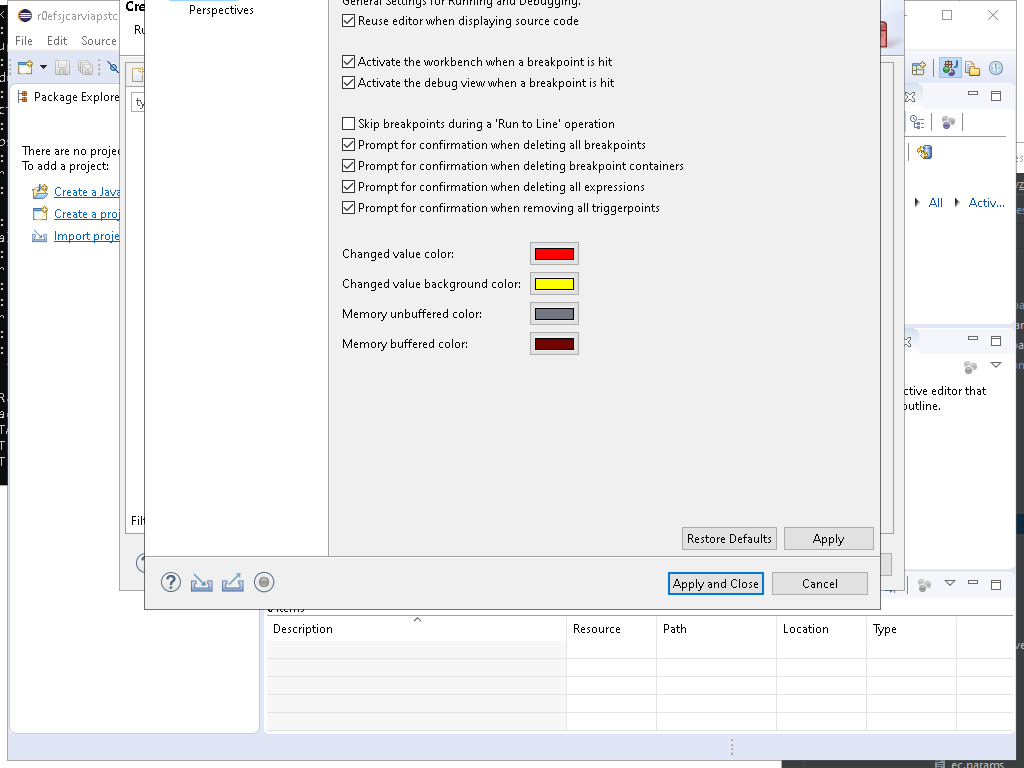 Perspectives
General Settings for Running and Debugging.
r0efsjcarviapstc
Reuse editor when displaying source code
File Edit Source
Activate the workbench when a breakpoint is hit
Activate the debug view when a breakpoint is hit
Package Explore
Skip breakpoints during a 'Run to Line' operation
Prompt for confirmation when deleting all breakpoints
There are no projec
To add a project:
Prompt for confirmation when deleting breakpoint containers
Prompt for confirmation when deleting all expressions
Create a Java
Prompt for confirmation when removing all triggerpoints
All Activ...
Create a proj
Import proje
Changed value color:
Changed value background color:
Memory unbuffered color:
Memory buffered color:
ctive editor that
outline.
Filt
Restore Defaults Apply
Apply and Close Cancel
Description Resource Path Location Type
ec.params